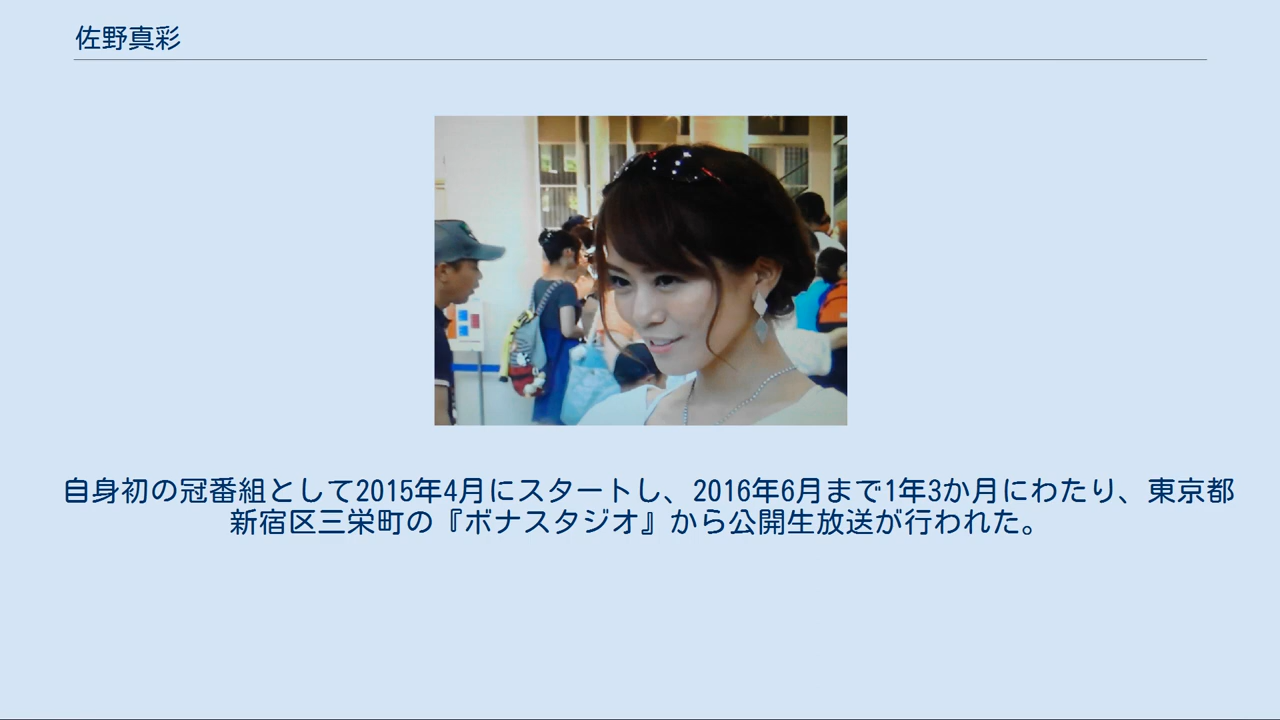 佐野真彩
自身初の冠番組として2015年4月にスタートし、2016年6月まで1年3か月にわたり、東京都
新宿区三栄町の『ボナスタジオ』から公開生放送が行われた。